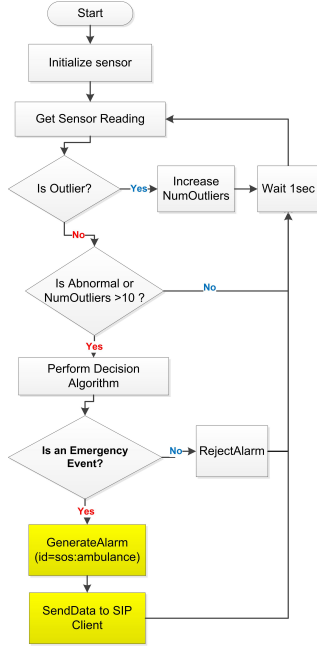 Start
Initialize sensor
Get Sensor Reading
Is Outlier?
Yes
Increase
NumOutliers
Wait 1sec
No
Is Abnormal or
NumOutliers >10 ?
No
Yes
Perform Decision
Algorithm
Is an Emergency
Event?
No
RejectAlarm
Yes
GenerateAlarm
(id=sos:ambulance)
SendData to SIP
Client